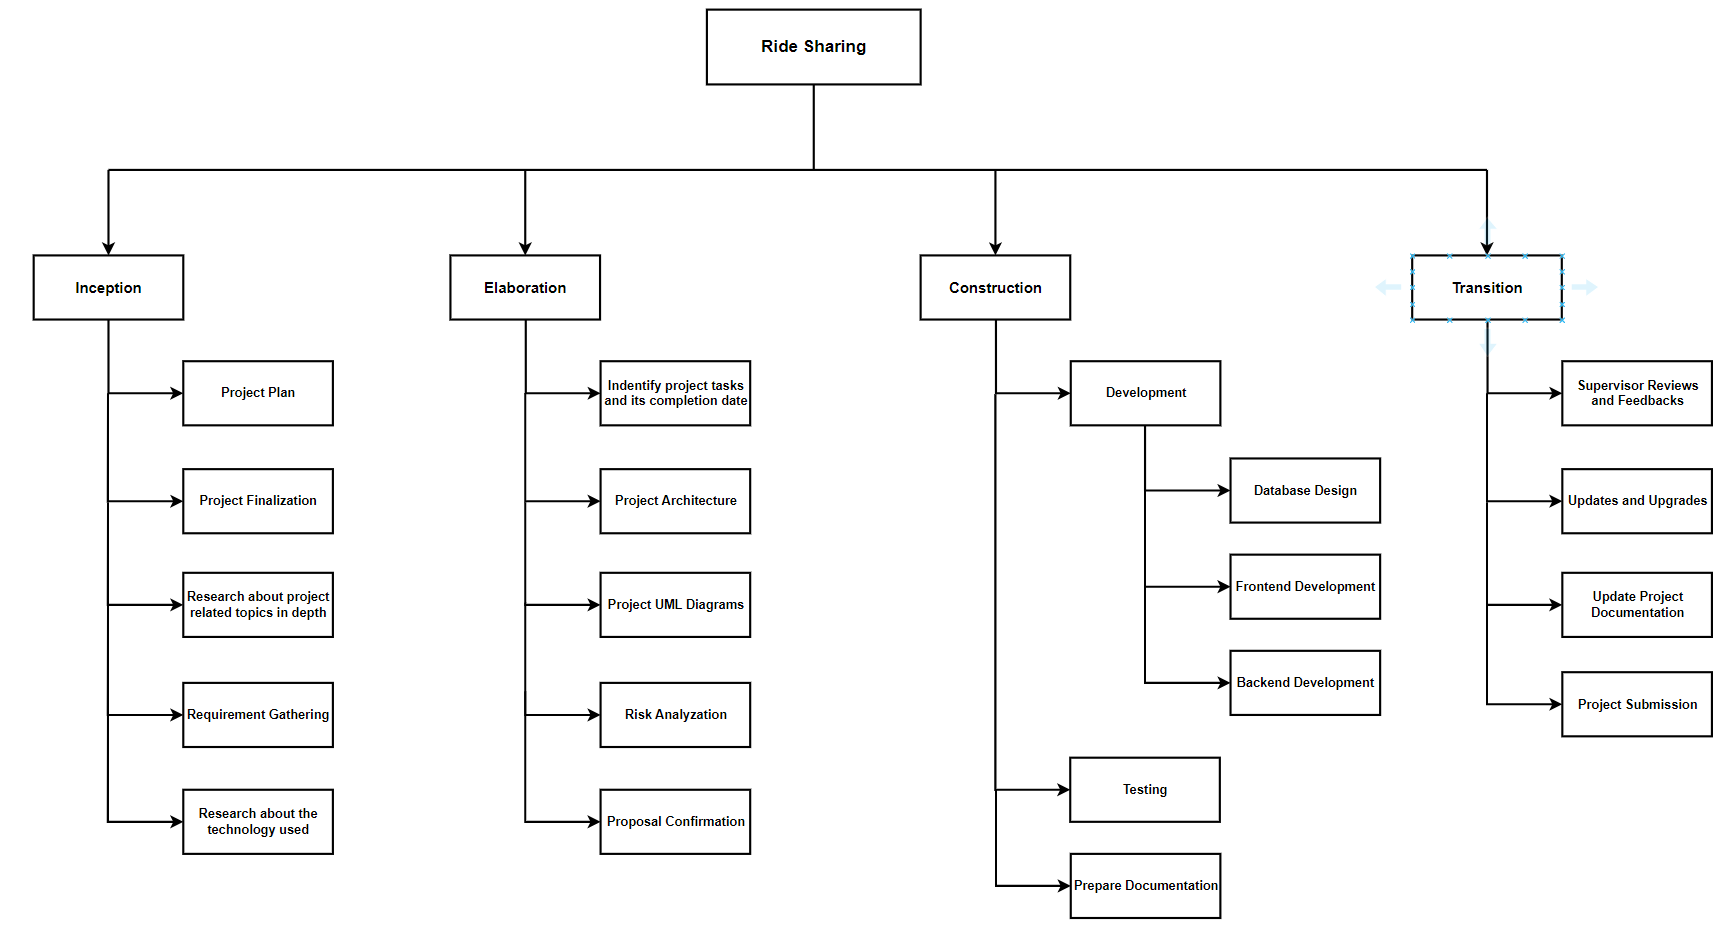 Ride Sharing
Inception
Elaboration
Construction
Transition
Project Plan
Project Finalization
Research about project
related topics in depth
Requirement Gathering
Research about the
technology used
Indentify project tasks
and its completion date
Project Architecture
Project UML Diagrams
Risk Analyzation
Proposal Confirmation
Development
Database Design
Frontend Development
Backend Development
Testing
Prepare Documentation
Supervisor Reviews
and Feedbacks
Updates and Upgrades
Update Project
Documentation
Project Submission